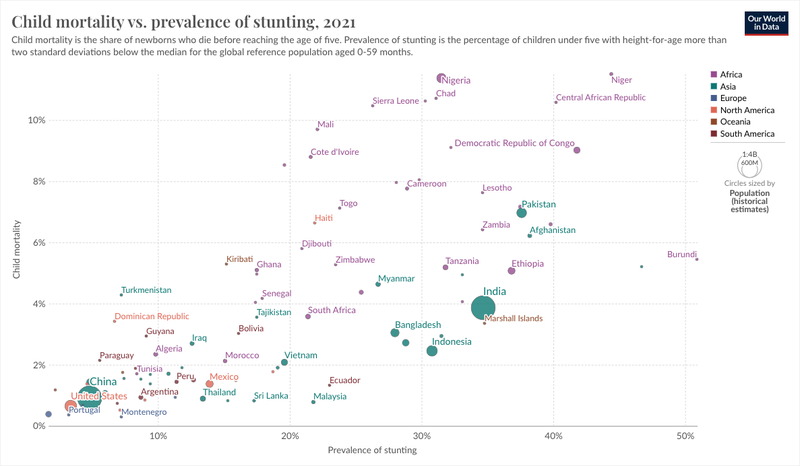 Child mortality vs. prevalence of stunting, 2021
Our World
in Data
Child mortality is the share of newborns who die before reaching the age of five. Prevalence of stunting is the percentage of children under five with height-for-age more than
two standard deviations below the median for the global reference population aged 0-59 months.
Africa
Asia
Europe
North America
Oceania
South America
1:4B
600M
Circles sized by
Population
(historical
estimates)
Child mortality
10%
8%
6%
4%
2%
0%
Nigeria
Niger
Chad
Sierra Leone
Central African Republic
Mali
Democratic Republic of Congo
Cote d'Ivoire
Cameroon
Lesotho
Togo
Pakistan
Haiti
Zambia
Afghanistan
Djibouti
Burundi
Kiribati
Ghana
Zimbabwe
Tanzania
Ethiopia
Myanmar
Turkmenistan
Senegal
India
Dominican Republic
Tajikistan
South Africa
Marshall Islands
Guyana
Bolivia
Bangladesh
Iraq
Indonesia
Paraguay
Algeria
Morocco
Vietnam
Tunisia
China
Peru
Mexico
Ecuador
United States
Argentina
Thailand
Sri Lanka
Malaysia
Portugal
Montenegro
10%
20%
30%
40%
50%
Prevalence of stunting